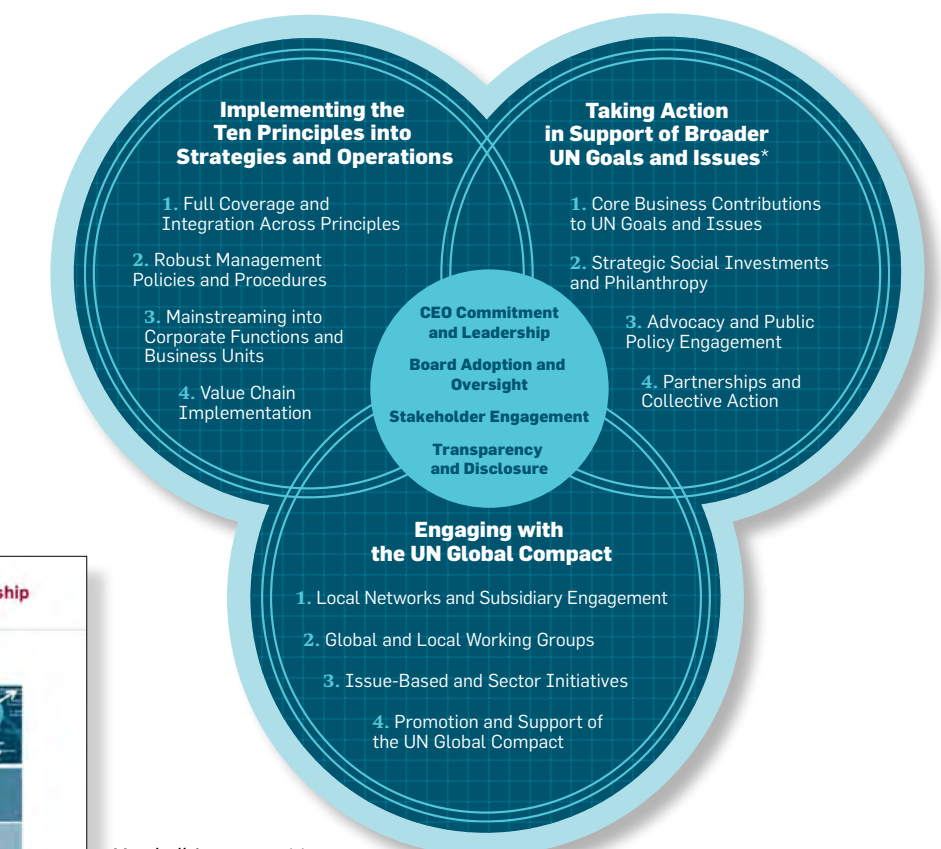 Implementing the
Ten Principles into
Strategies and Operations
1. Full Coverage and
Integration Across Principles
2. Robust Management
Policies and Procedures
3. Mainstreaming into
Corporate Functions and
Business Units
4. Value Chain
Implementation
Taking Action
in Support of Broader
UN Goals and Issues*
1. Core Business Contributions
to UN Goals and Issues
2. Strategic Social Investments
and Philanthropy
3. Advocacy and Public
Policy Engagement
4. Partnerships and
Collective Action
CEO Commitment
and Leadership
Board Adoption and
Oversight
Stakeholder Engagement
Transparency
and Disclosure
Engaging with
the UN Global Compact
1. Local Networks and Subsidiary Engagement
2. Global and Local Working Groups
3. Issue-Based and Sector Initiatives
4. Promotion and Support of
the UN Global Compact
ship